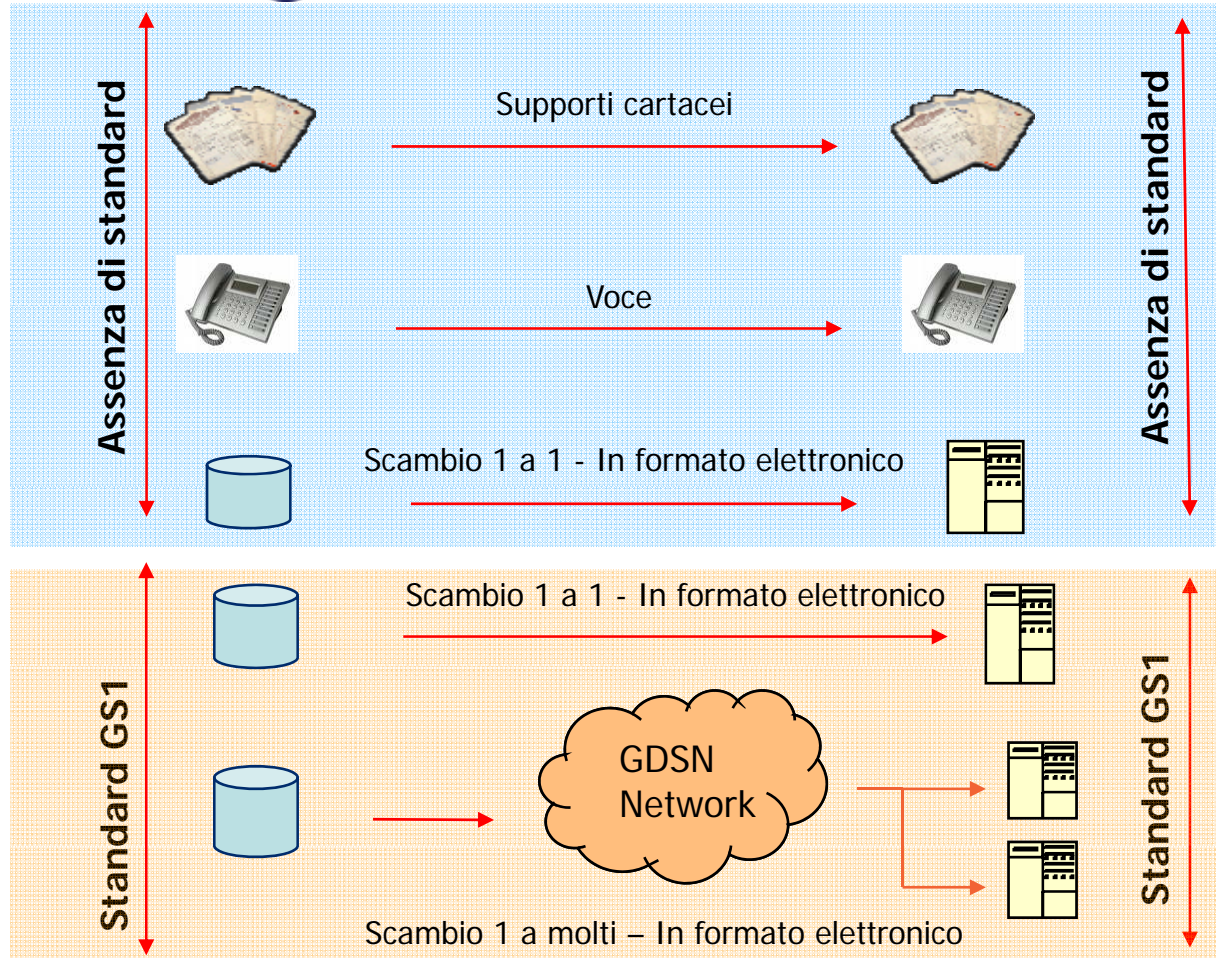 Assenza di standard
Supporti cartacei
Assenza di standard
Voce
Scambio 1 a 1 - In formato elettronico
Standard GS1
Scambio 1 a 1 - In formato elettronico
Standard GS1
GDSN
Network
Scambio 1 a molti – In formato elettronico